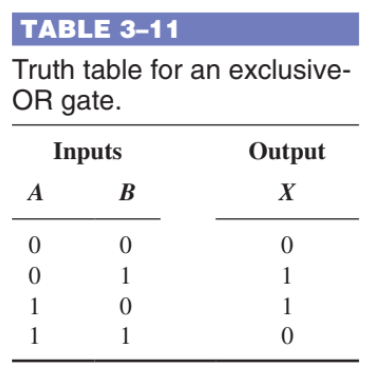 TABLE 3–11
Truth table for an exclusive-
OR gate.
Inputs Output
A B X
0 0 0
0 1 1
1 0 1
1 1 0